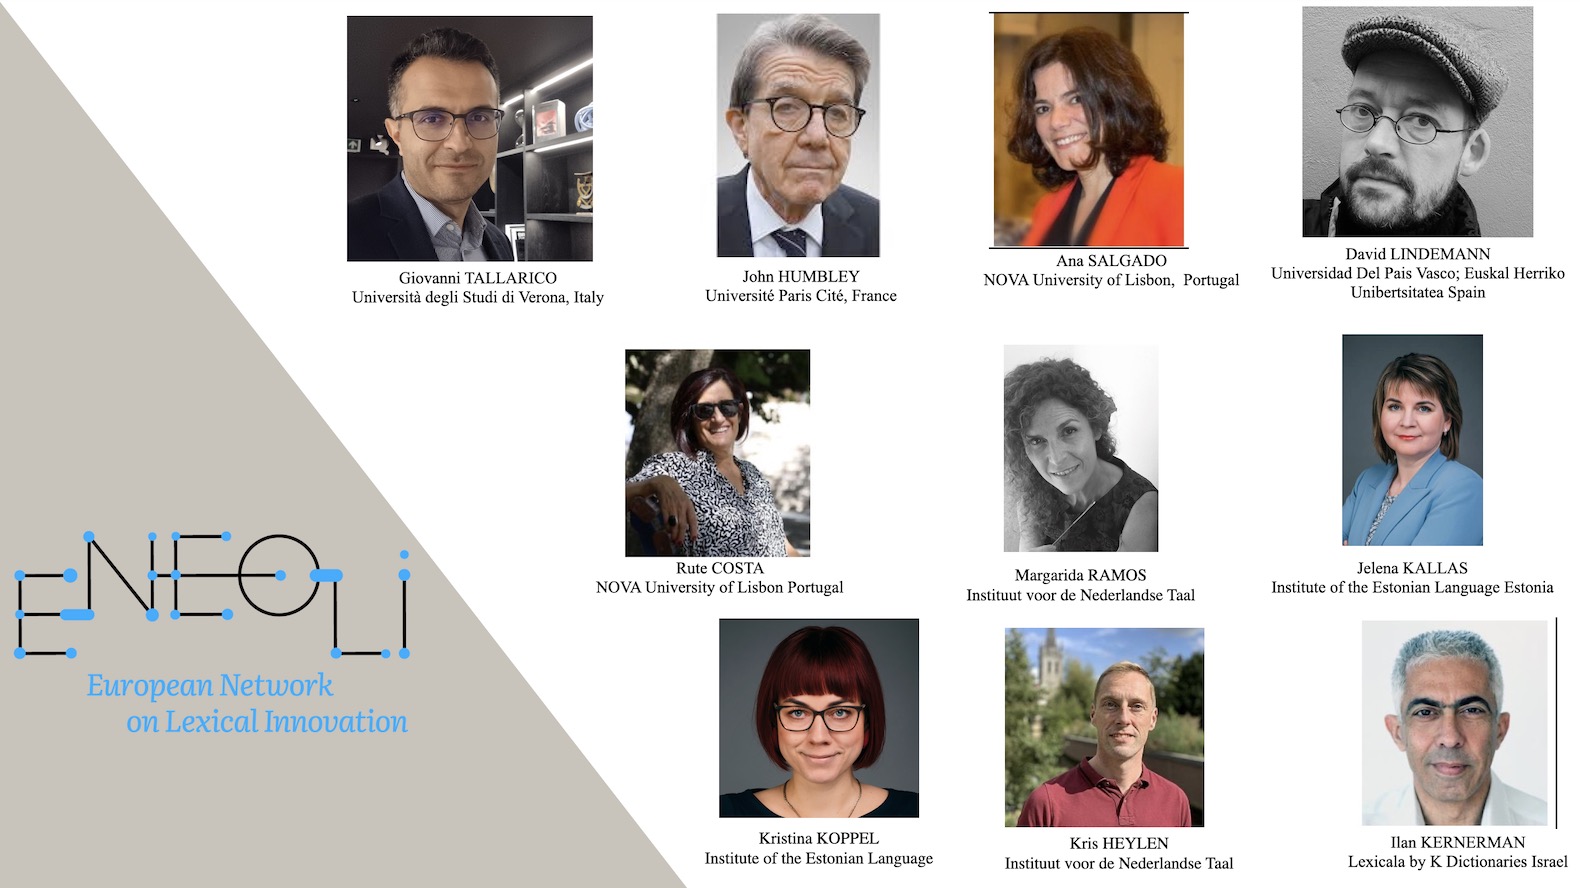 Giovanni TALLARICO
Università degli Studi di Verona, Italy
John HUMBLEY
Université Paris Cité, France
Ana SALGADO
NOVA University of Lisbon,  Portugal
David LINDEMANN
Universidad Del Pais Vasco; Euskal Herriko
Unibertsitatea Spain
Rute COSTA
NOVA University of Lisbon Portugal
Margarida RAMOS
Instituut voor de Nederlandse Taal
Jelena KALLAS
Institute of the Estonian Language Estonia
ENEOLI
European Network
on Lexical Innovation
Kristina KOPPEL
Institute of the Estonian Language
Kris HEYLEN
Instituut voor de Nederlandse Taal
Ilan KERNERMAN
Lexicala by K Dictionaries Israel